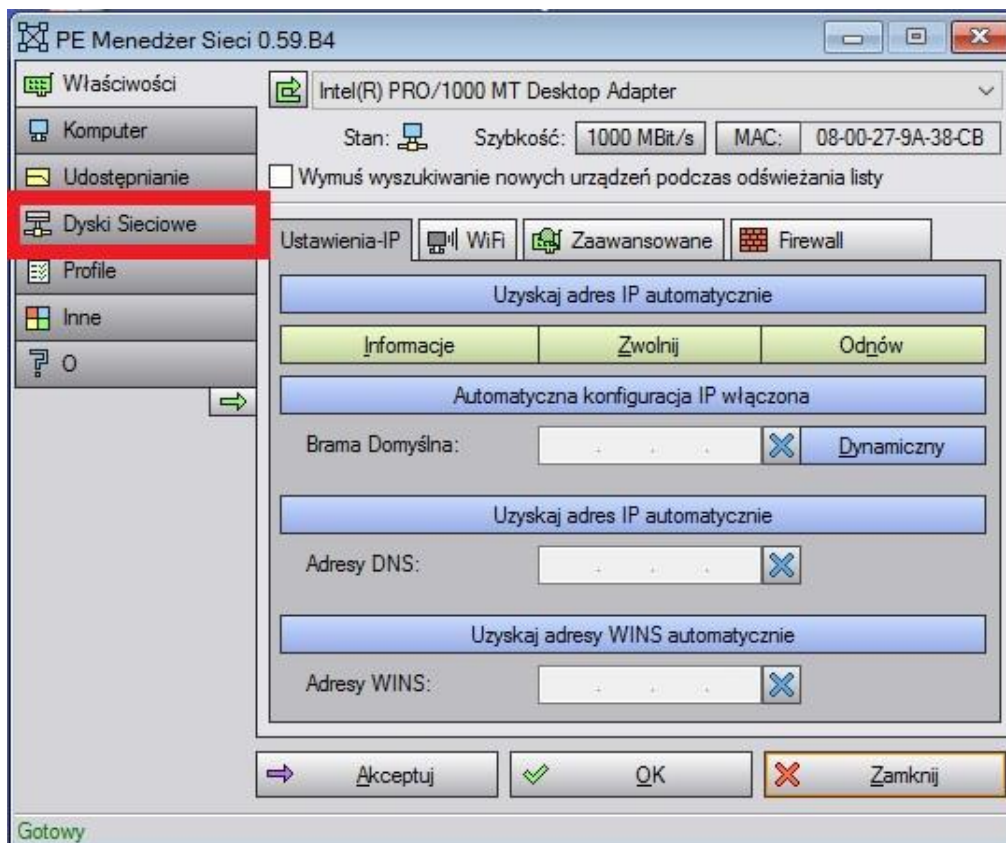 PE Menedżer Sieci 0.59.B4
Właściwości
Komputer
Udostępnianie
Dyski Sieciowe
Profile
Inne
O
Intel(R) PRO/1000 MT Desktop Adapter
Stan: Szybkość: 1000 MBit/s MAC: 08-00-27-9A-38-CB
Wymuś wyszukiwanie nowych urządzeń podczas odświeżania listy
Ustawienia-IP WiFi Zaawansowane Firewall
Uzyskaj adres IP automatycznie
Informacje Zwolnij Odnów
Automatyczna konfiguracja IP włączona
Brama Domyślna: . . . Dynamiczny
Uzyskaj adres IP automatycznie
Adresy DNS: . . .
Uzyskaj adresy WINS automatycznie
Adresy WINS: . . .
Akceptuj OK Zamknij
Gotowy